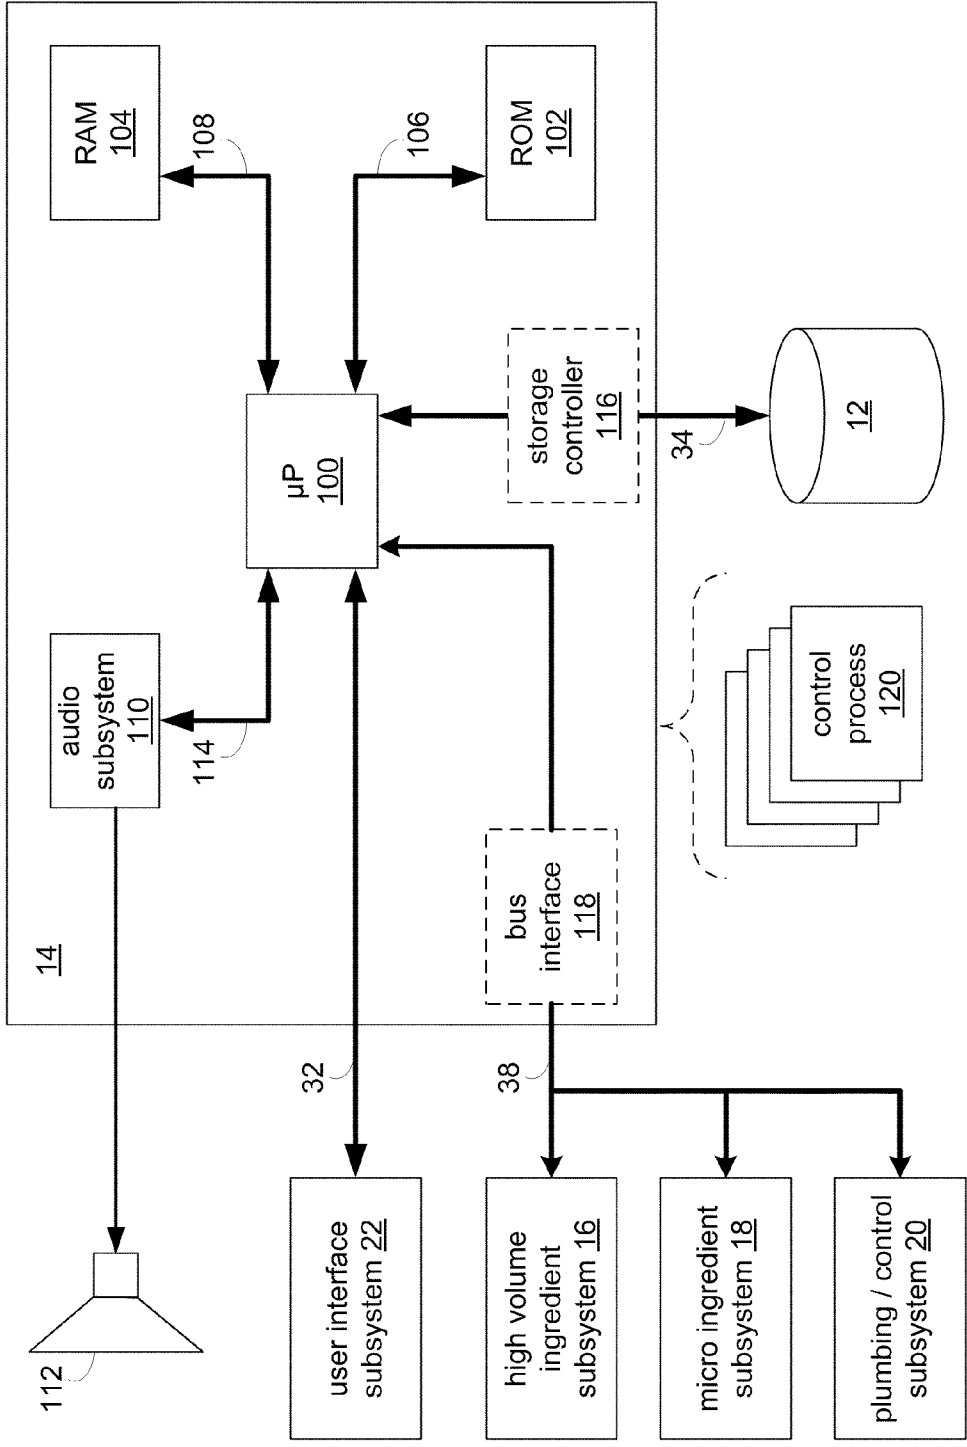 112
14
audio
subsystem
110
114
RAM
104
108
106
ROM
102
µP
100
storage
controller
116
34
12
bus
interface
118
32
38
control
process
120
user interface
subsystem 22
high volume
ingredient
subsystem 16
micro ingredient
subsystem 18
plumbing / control
subsystem 20